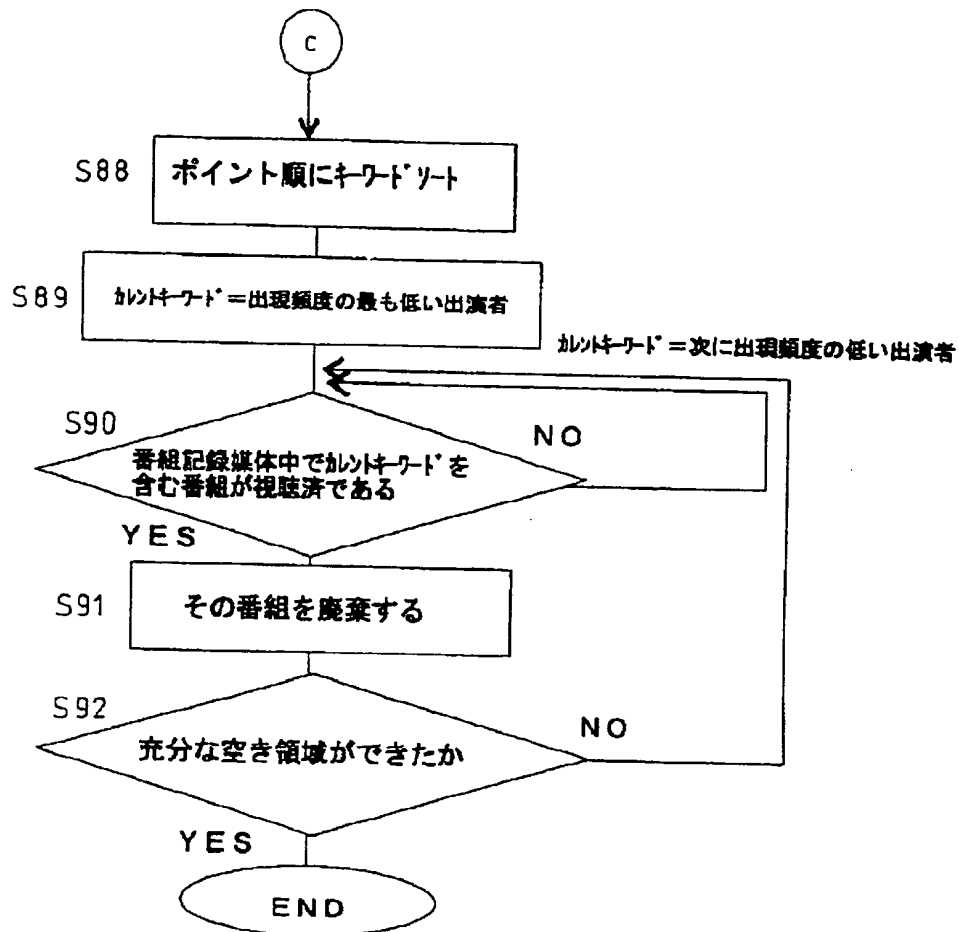 C
S88
ポイント順にキーワードソート
S89
カレントキーワード＝出現頻度の最も低い出演者
カレントキーワード＝次に出現頻度の低い出演者
S90
NO
番組記録媒体中でカレントキーワードを
含む番組が視聴済である
YES
S91
その番組を廃棄する
S92
NO
充分な空き領域ができたか
YES
END